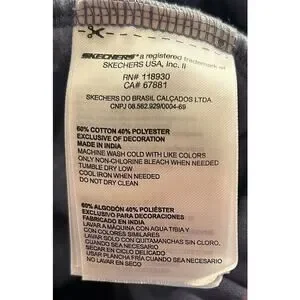 SKECHERS® a registered trademark of
SKECHERS USA, Inc. II
RN# 118930
CA# 67881
SKECHERS DO BRASIL CALÇADOS LTDA
CNPJ 08.562.929/0004-69
60% COTTON 40% POLYESTER
EXCLUSIVE OF DECORATION
MADE IN INDIA
MACHINE WASH COLD WITH LIKE COLORS
ONLY NON-CHLORINE BLEACH WHEN NEEDED
TUMBLE DRY LOW
COOL IRON WHEN NEEDED
DO NOT DRY CLEAN
60% ALGODÓN 40% POLIÉSTER
EXCLUSIVO PARA DECORACIONES
FABRICADO EN INDIA
LAVAR A MÁQUINA CON AGUA TIBIA Y
CON COLORES SIMILARES
LAVAR SOLO CON QUITAMANCHAS SIN CLORO,
CUANDO SEA NECESARIO
SECAR EN CICLO DELICADO
USAR PLANCHA FRÍA CUANDO SEA NECESARIO
NO LAVAR EN SECO